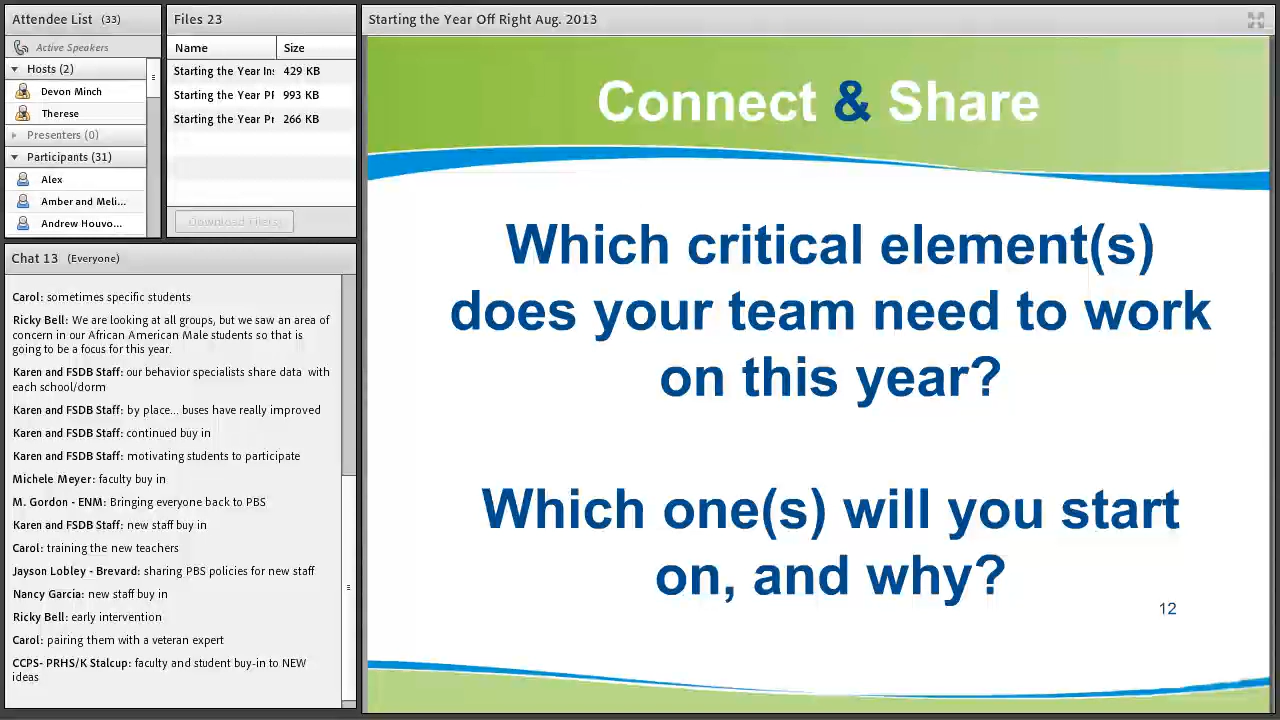 Attendee List (33)
Active Speakers
Hosts (2)
Devon Minch
Therese
Presenters (0)
Participants (31)
Alex
Amber and Meli...
Andrew Houvo...
Files 23
Name Size
Starting the Year In: 429 KB
Starting the Year Pf 993 KB
Starting the Year Pr 266 KB
Download File(s)
Chat 13 (Everyone)
Carol: sometimes specific students
Ricky Bell: We are looking at all groups, but we saw an area of
concern in our African American Male students so that is
going to be a focus for this year.
Karen and FSDB Staff: our behavior specialists share data with
each school/dorm
Karen and FSDB Staff: by place... buses have really improved
Karen and FSDB Staff: continued buy in
Karen and FSDB Staff: motivating students to participate
Michele Meyer: faculty buy in
M. Gordon - ENM: Bringing everyone back to PBS
Karen and FSDB Staff: new staff buy in
Carol: training the new teachers
Jayson Lobley - Brevard: sharing PBS policies for new staff
Nancy Garcia: new staff buy in
Ricky Bell: early intervention
Carol: pairing them with a veteran expert
CCPS- PRHS/K Stalcup: faculty and student buy-in to NEW
ideas
Starting the Year Off Right Aug. 2013
Connect & Share
Which critical element(s)
does your team need to work
on this year?
Which one(s) will you start
on, and why?
12